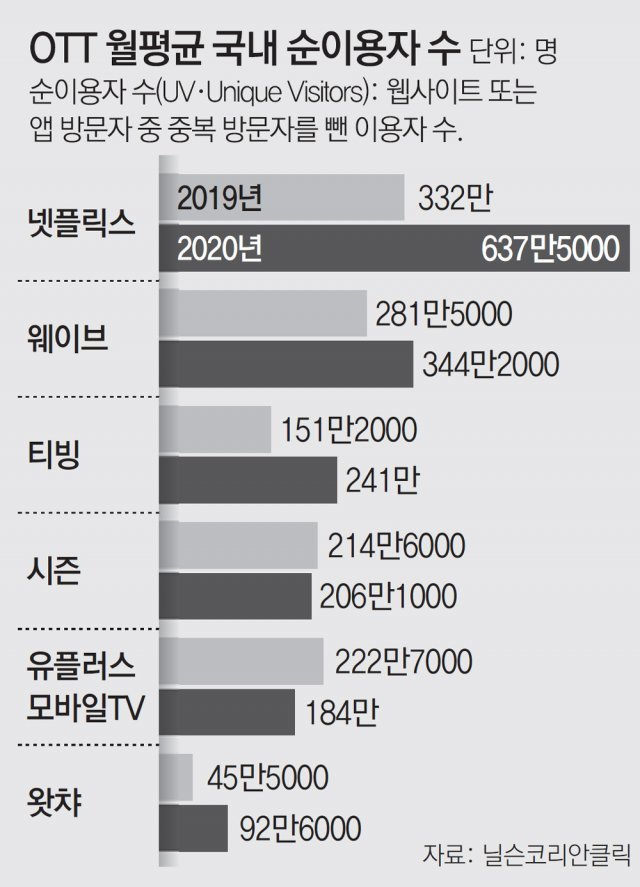 OTT 월평균 국내 순이용자 수 단위: 명
순이용자 수(UV·Unique Visitors): 웹사이트 또는
앱 방문자 중 중복 방문자를 뺀 이용자 수.
넷플릭스
2019년 332만
2020년 637만5000
웨이브
281만5000
344만2000
티빙
151만2000
241만
시즌
214만6000
206만1000
유플러스
모바일TV
222만7000
184만
왓챠
45만5000
92만6000
자료: 닐슨코리안클릭